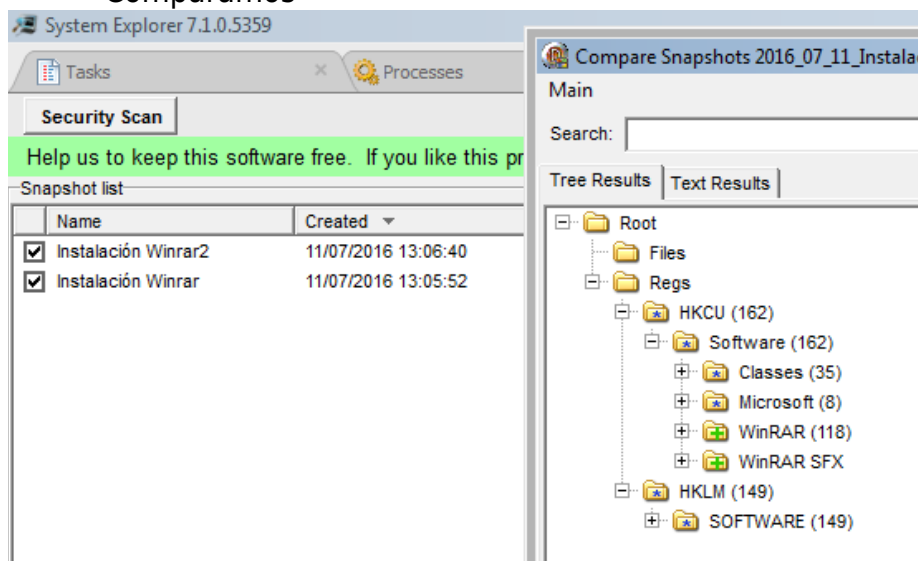 Comparamos
System Explorer 7.1.0.5359
Tasks
Processes
Security Scan
Help us to keep this software free. If you like this pr
Snapshot list
Name Created
Instalación Winrar2 11/07/2016 13:06:40
Instalación Winrar 11/07/2016 13:05:52
Compare Snapshots 2016_07_11_Instala
Main
Search:
Tree Results Text Results
Root
Files
Regs
HKCU (162)
Software (162)
Classes (35)
Microsoft (8)
WinRAR (118)
WinRAR SFX
HKLM (149)
SOFTWARE (149)